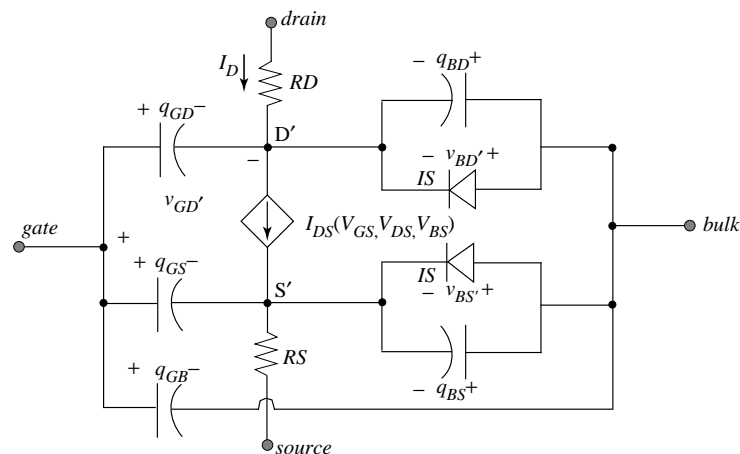 drain
I_D
RD
− q_BD +
+ q_GD −
D′
−
− v_BD′ +
IS
v_GD′
gate
+
I_DS(V_GS, V_DS, V_BS)
bulk
+ q_GS −
S′
IS
− v_BS′ +
RS
+ q_GB −
− q_BS +
source